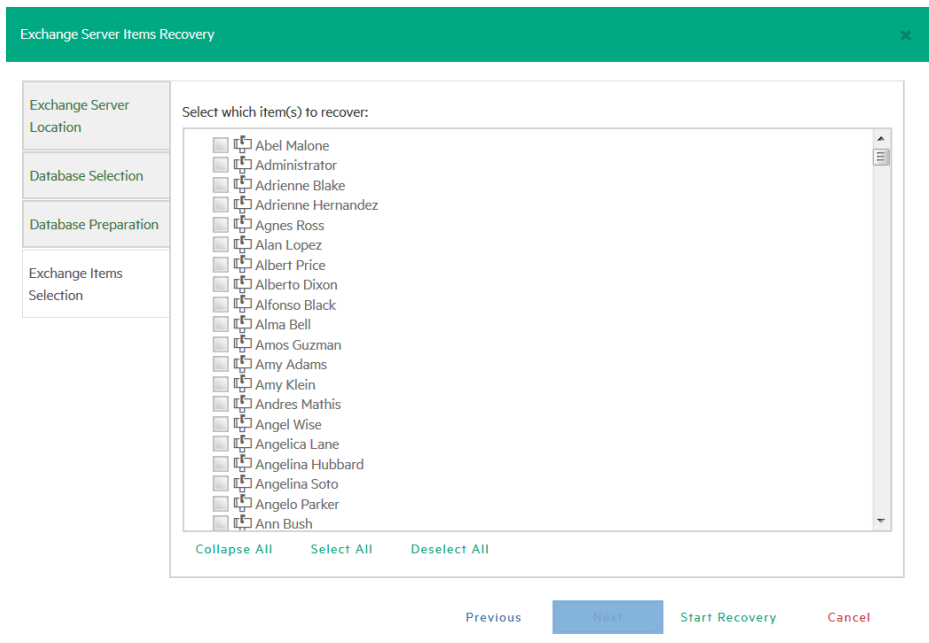 Exchange Server Items Recovery
Exchange Server
Location
Database Selection
Database Preparation
Exchange Items
Selection
Select which item(s) to recover:
Abel Malone
Administrator
Adrienne Blake
Adrienne Hernandez
Agnes Ross
Alan Lopez
Albert Price
Alberto Dixon
Alfonso Black
Alma Bell
Amos Guzman
Amy Adams
Amy Klein
Andres Mathis
Angel Wise
Angelica Lane
Angelina Hubbard
Angelina Soto
Angelo Parker
Ann Bush
Collapse All Select All Deselect All
Previous Next Start Recovery Cancel